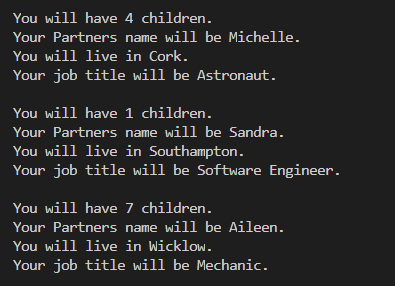 You will have 4 children.
Your Partners name will be Michelle.
You will live in Cork.
Your job title will be Astronaut.
You will have 1 children.
Your Partners name will be Sandra.
You will live in Southampton.
Your job title will be Software Engineer.
You will have 7 children.
Your Partners name will be Aileen.
You will live in Wicklow.
Your job title will be Mechanic.